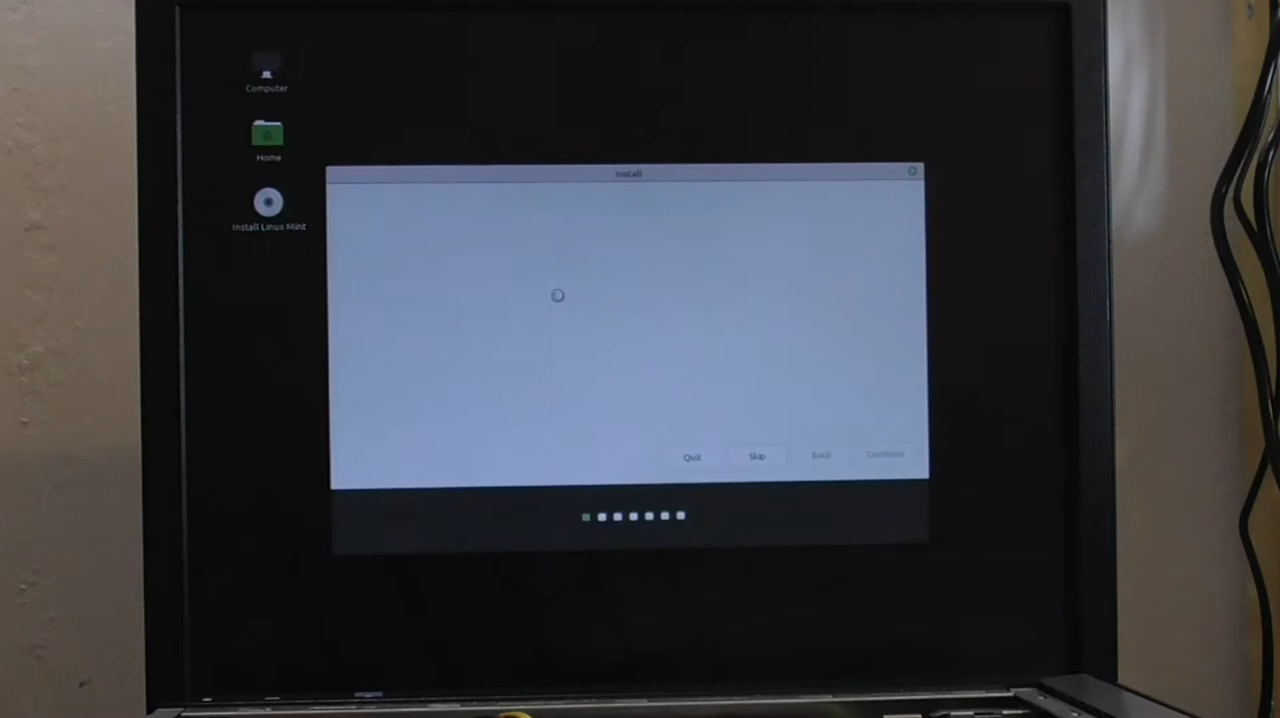 Computer
Home
Install Linux Mint
Install
Quit
Skip
Back
Continue